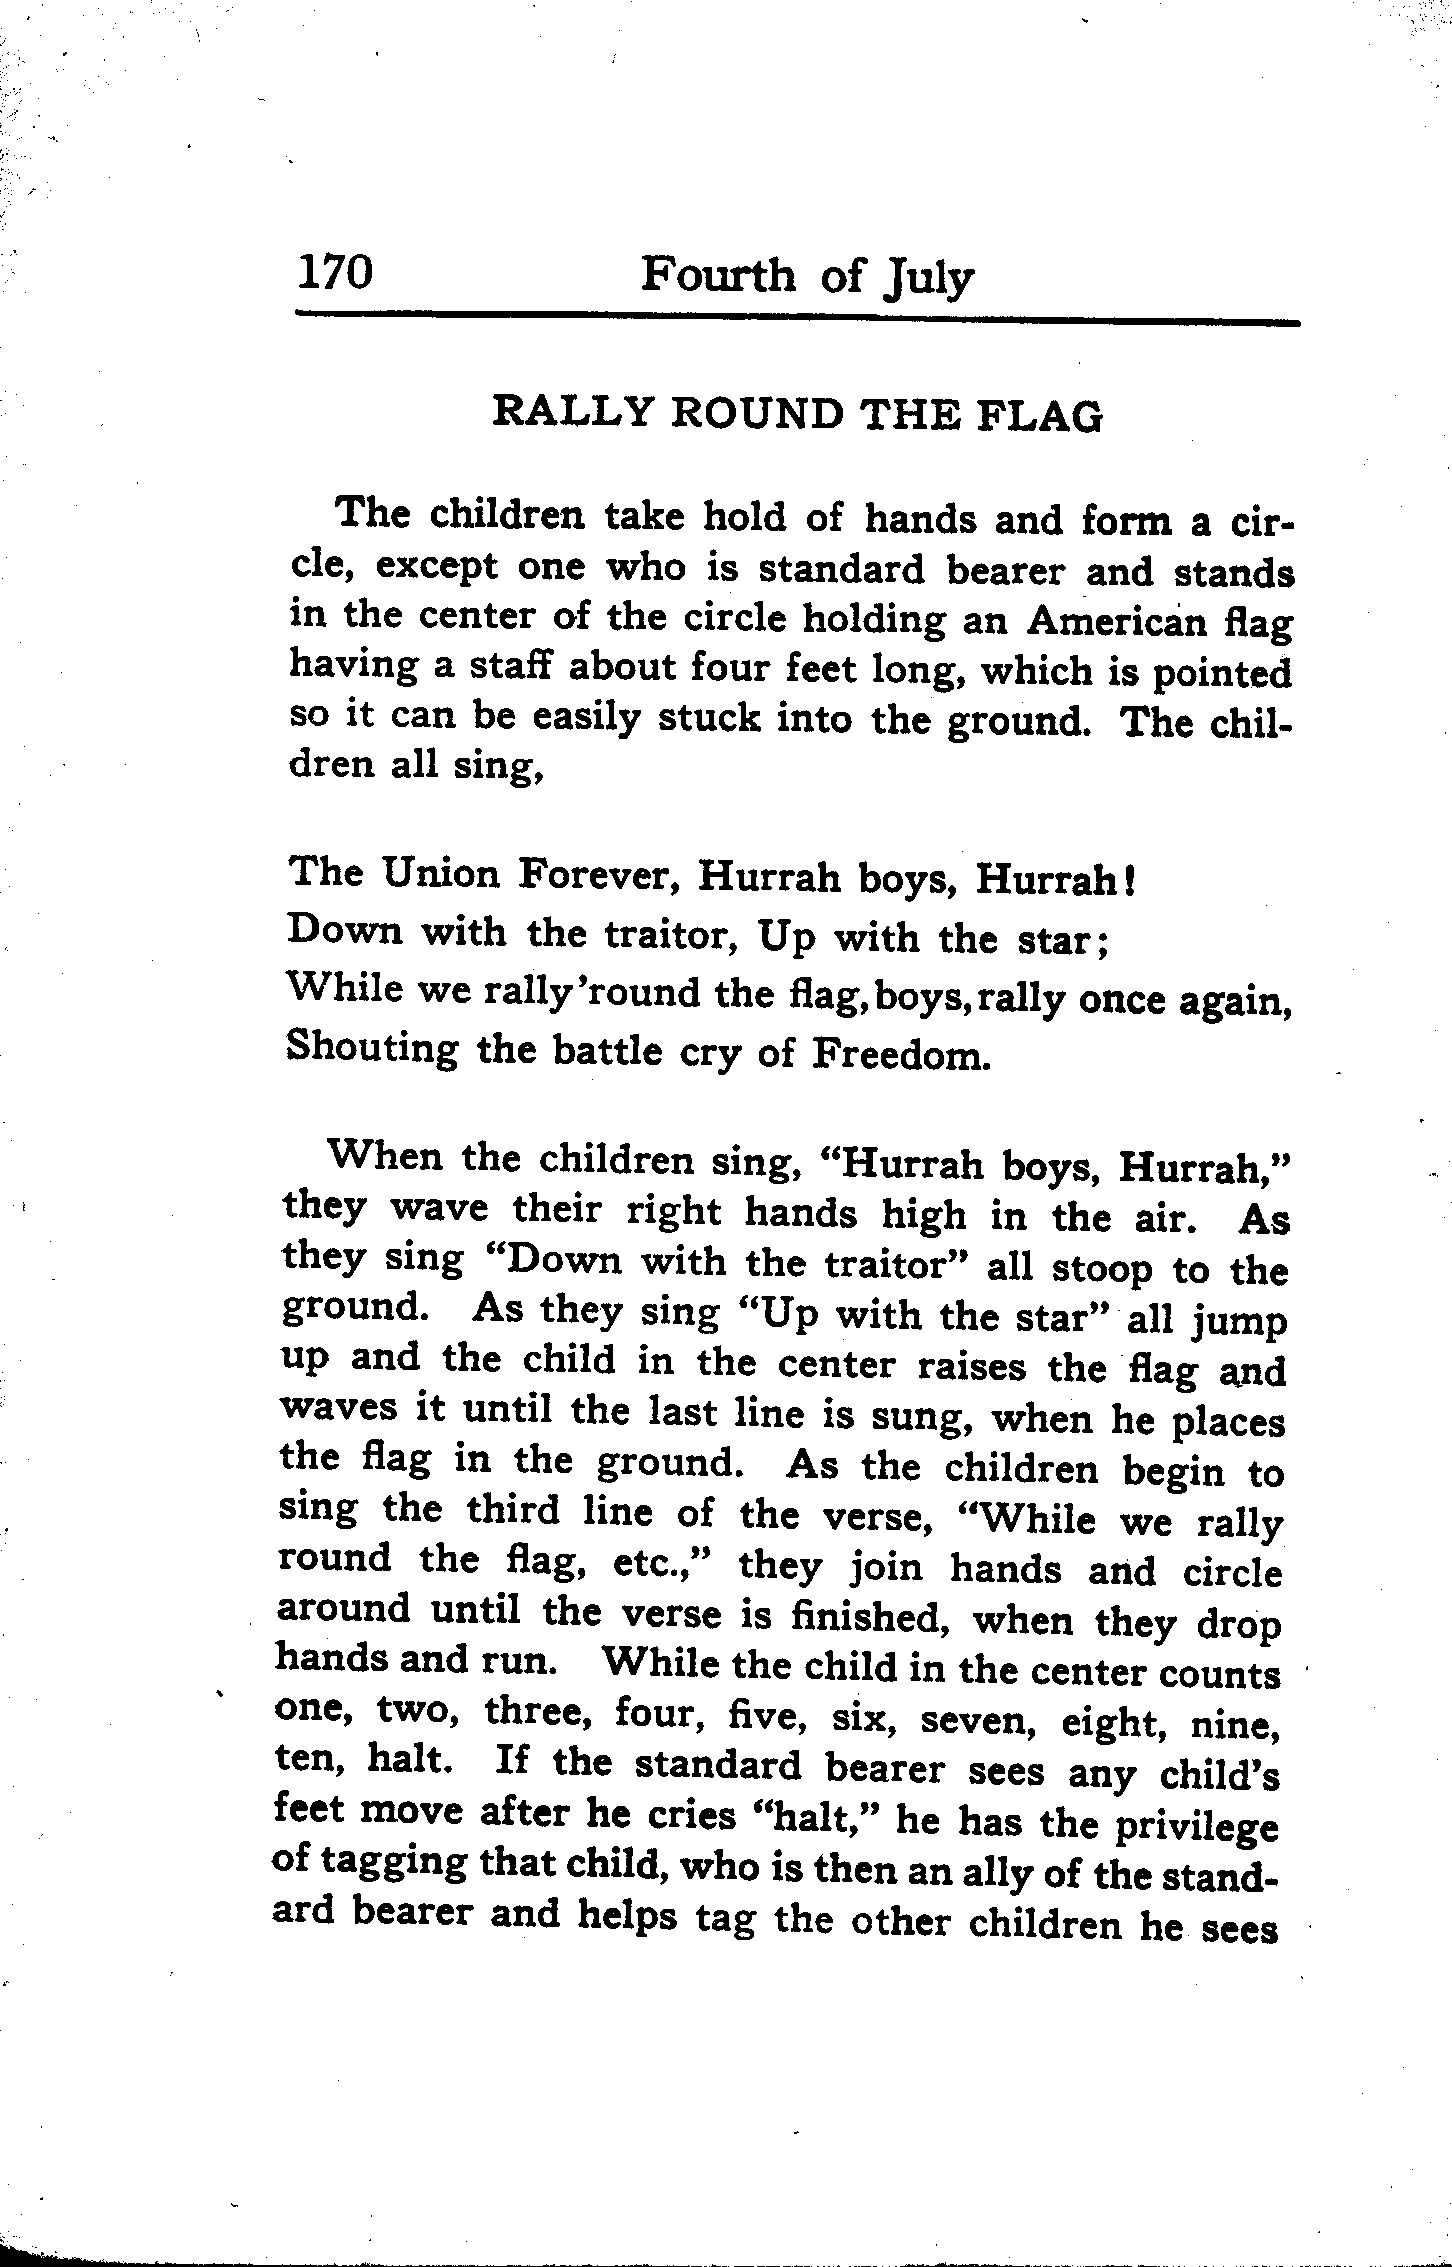 170 Fourth of July
RALLY ROUND THE FLAG
The children take hold of hands and form a cir-
cle, except one who is standard bearer and stands
in the center of the circle holding an American flag
having a staff about four feet long, which is pointed
so it can be easily stuck into the ground. The chil-
dren all sing,
The Union Forever, Hurrah boys, Hurrah!
Down with the traitor, Up with the star;
While we rally 'round the flag, boys, rally once again,
Shouting the battle cry of Freedom.
When the children sing, “Hurrah boys, Hurrah,”
they wave their right hands high in the air. As
they sing “Down with the traitor” all stoop to the
ground. As they sing “Up with the star” all jump
up and the child in the center raises the flag and
waves it until the last line is sung, when he places
the flag in the ground. As the children begin to
sing the third line of the verse, “While we rally
round the flag, etc.,” they join hands and circle
around until the verse is finished, when they drop
hands and run. While the child in the center counts
one, two, three, four, five, six, seven, eight, nine,
ten, halt. If the standard bearer sees any child's
feet move after he cries “halt,” he has the privilege
of tagging that child, who is then an ally of the stand-
ard bearer and helps tag the other children he sees